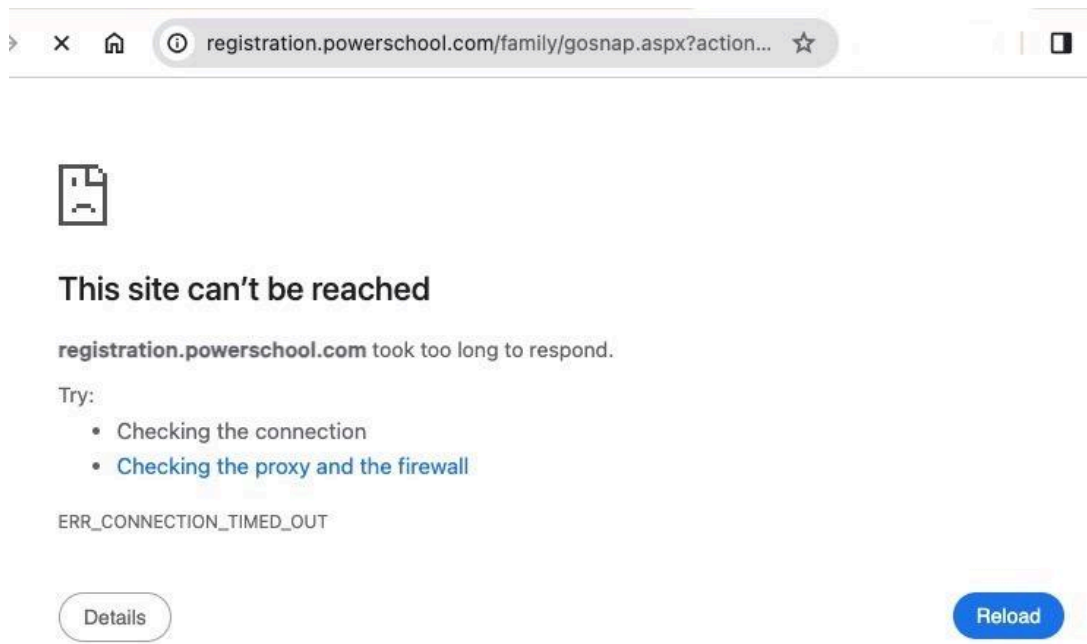 registration.powerschool.com/family/gosnap.aspx?action...
This site can’t be reached
registration.powerschool.com took too long to respond.
Try:
• Checking the connection
• Checking the proxy and the firewall
ERR_CONNECTION_TIMED_OUT
Details
Reload